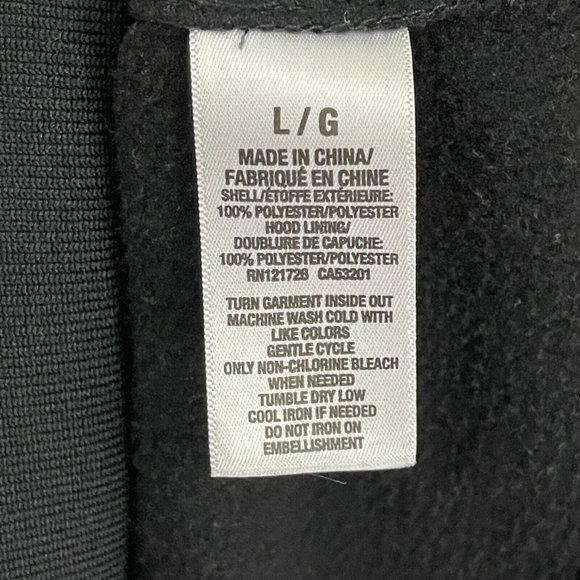 L / G
MADE IN CHINA/
FABRIQUÉ EN CHINE
SHELL/ÉTOFFE EXTÉRIEURE:
100% POLYESTER/POLYESTER
HOOD LINING/
DOUBLURE DE CAPUCHE:
100% POLYESTER/POLYESTER
RN121726 CA53201
TURN GARMENT INSIDE OUT
MACHINE WASH COLD WITH
LIKE COLORS
GENTLE CYCLE
ONLY NON-CHLORINE BLEACH
WHEN NEEDED
TUMBLE DRY LOW
COOL IRON IF NEEDED
DO NOT IRON ON
EMBELLISHMENT